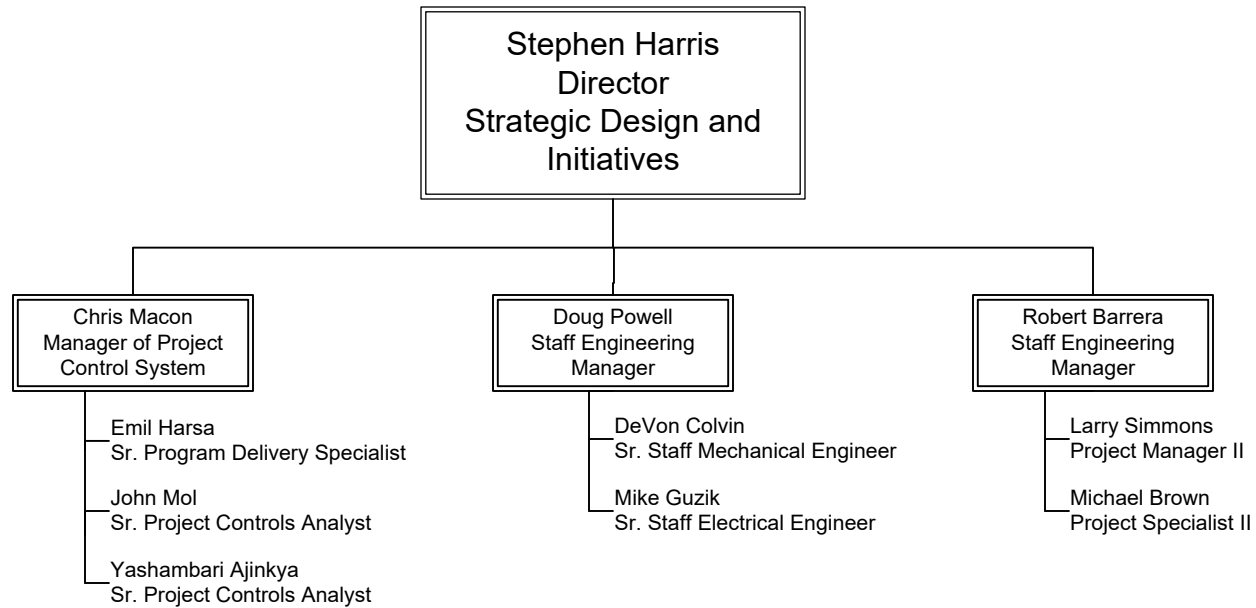 Stephen Harris
Director
Strategic Design and
Initiatives
Chris Macon
Manager of Project
Control System
Emil Harsa
Sr. Program Delivery Specialist
John Mol
Sr. Project Controls Analyst
Yashambari Ajinkya
Sr. Project Controls Analyst
Doug Powell
Staff Engineering
Manager
DeVon Colvin
Sr. Staff Mechanical Engineer
Mike Guzik
Sr. Staff Electrical Engineer
Robert Barrera
Staff Engineering
Manager
Larry Simmons
Project Manager II
Michael Brown
Project Specialist II